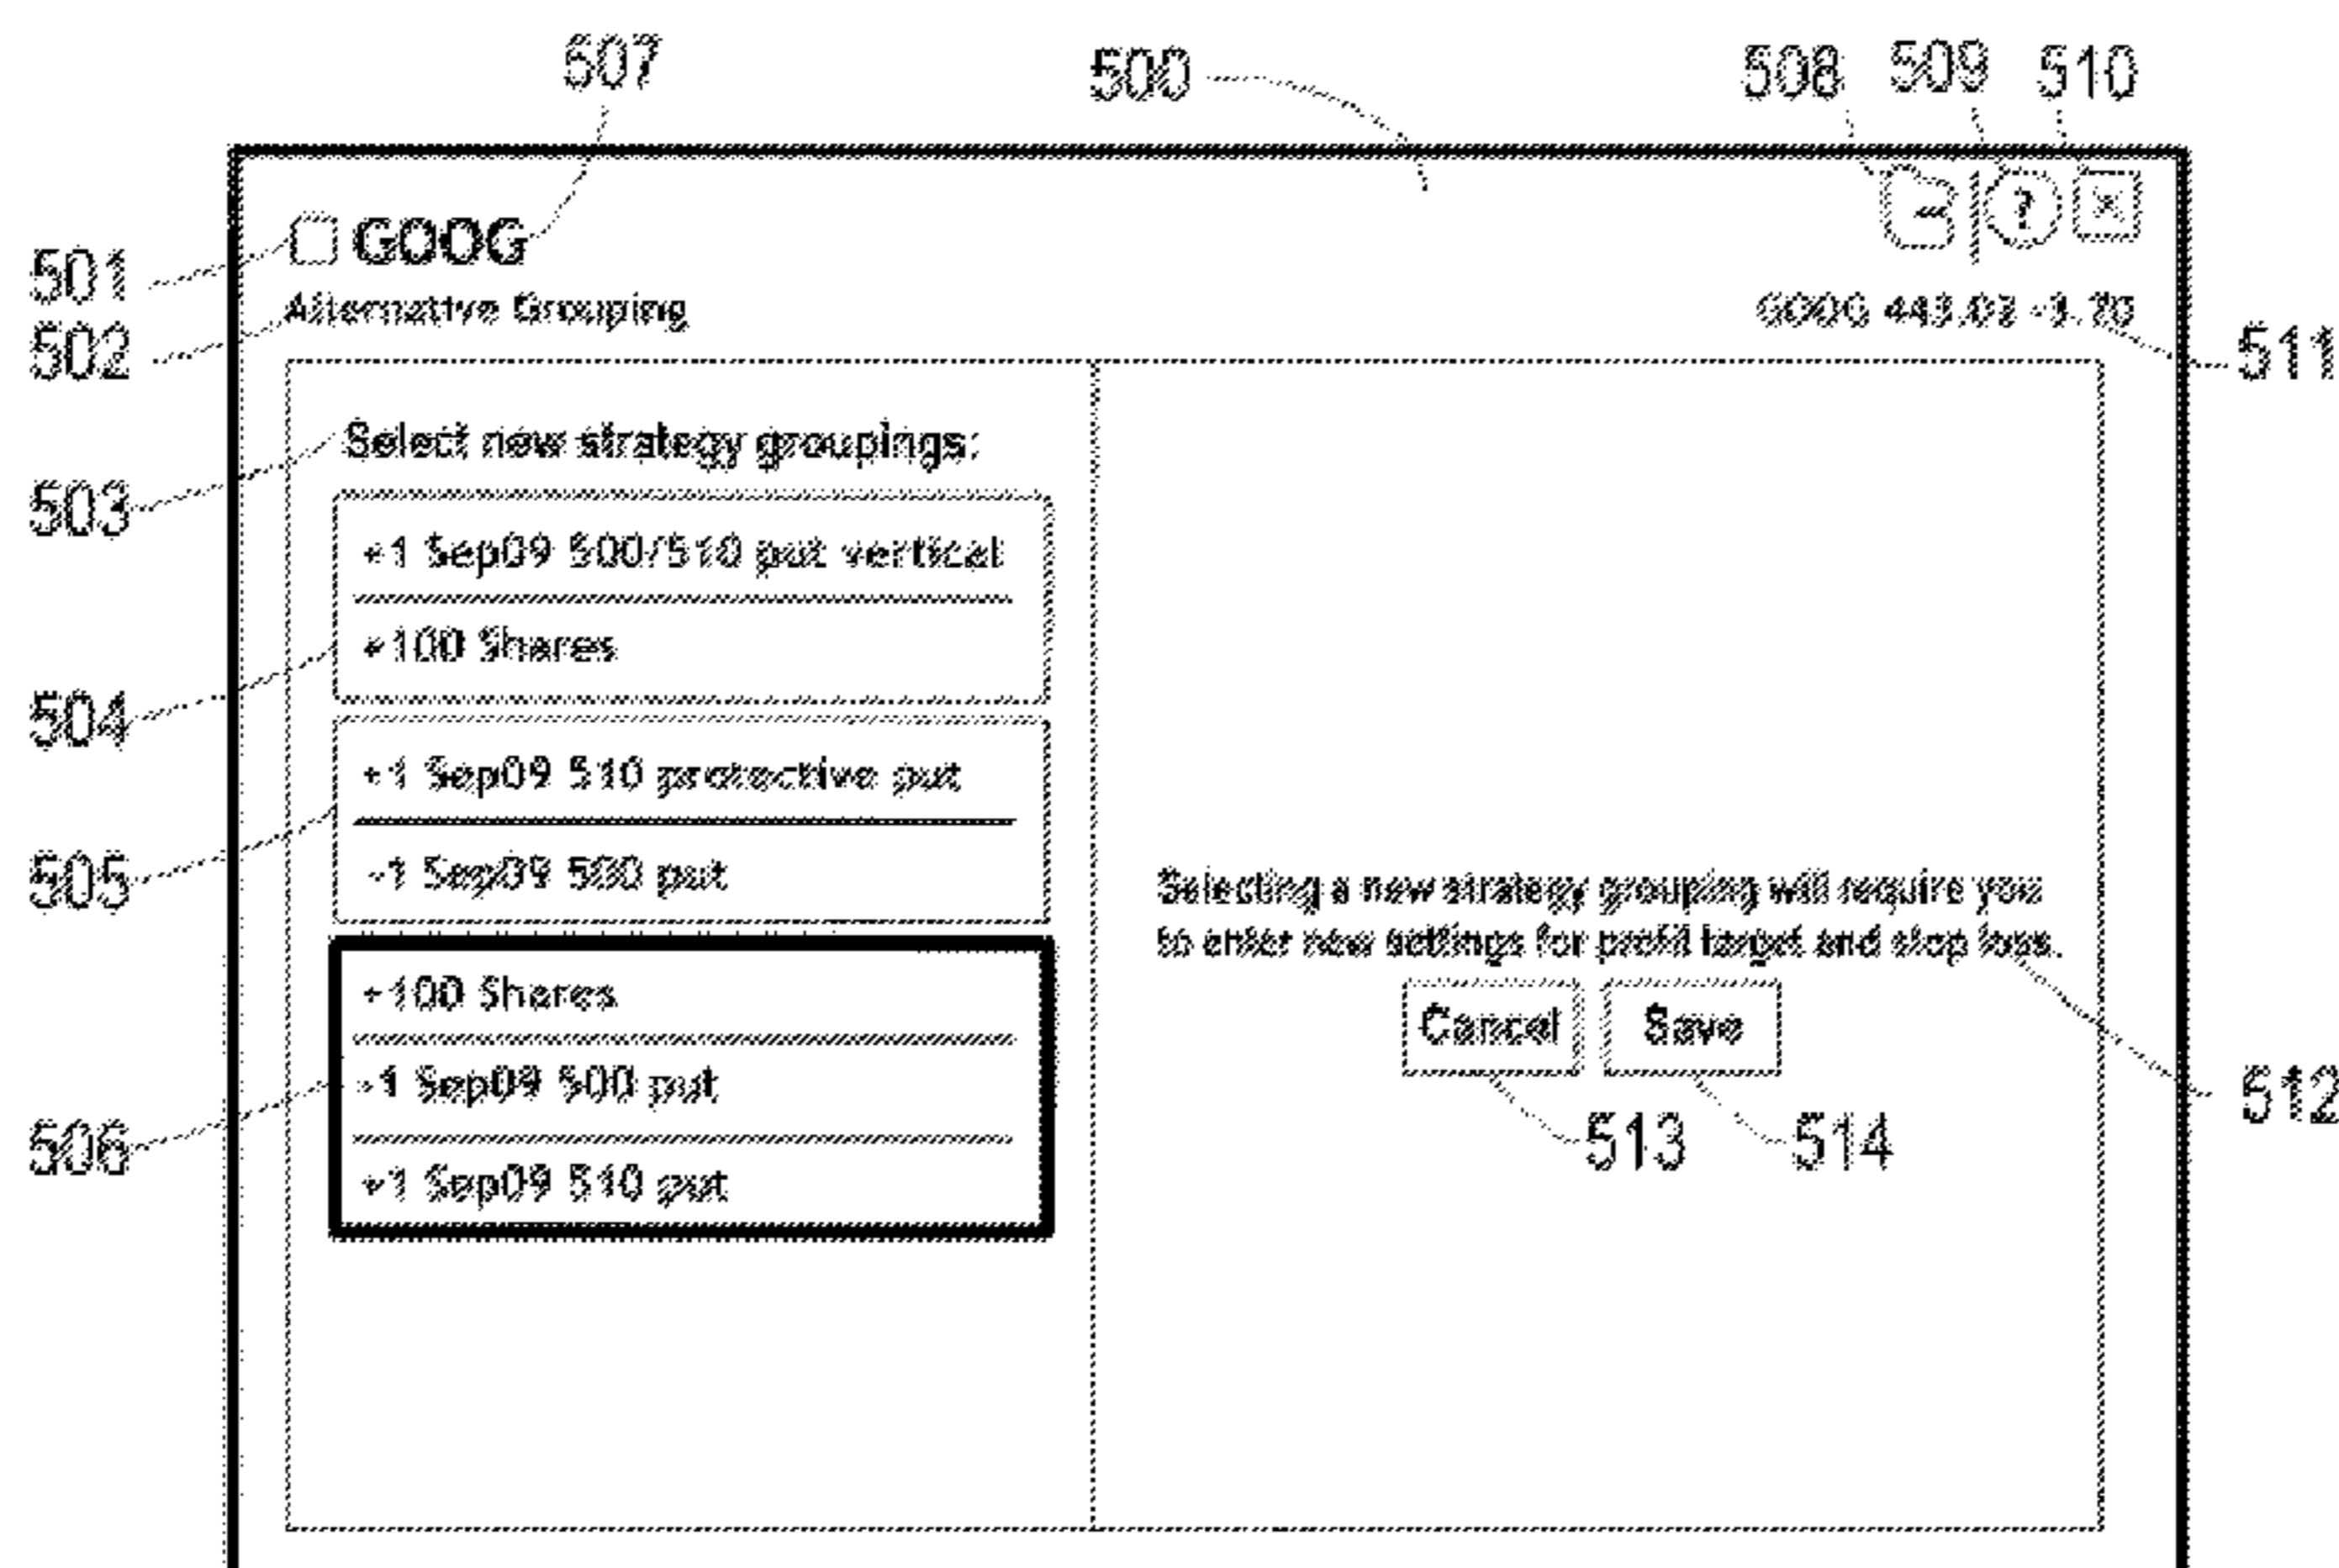 507 500 508 509 510
501 GOOG
502 Alternative Grouping GOOG 443.03 -3.70 511
503 Select new strategy groupings:
+1 Sep09 500/510 put vertical
504 +100 Shares
+1 Sep09 510 protective put
505 -1 Sep09 500 put
Selecting a new strategy grouping will require you
to enter new settings for profit target and stop loss.
+100 Shares
Cancel Save
506 -1 Sep09 500 put 512
513 514
+1 Sep09 510 put